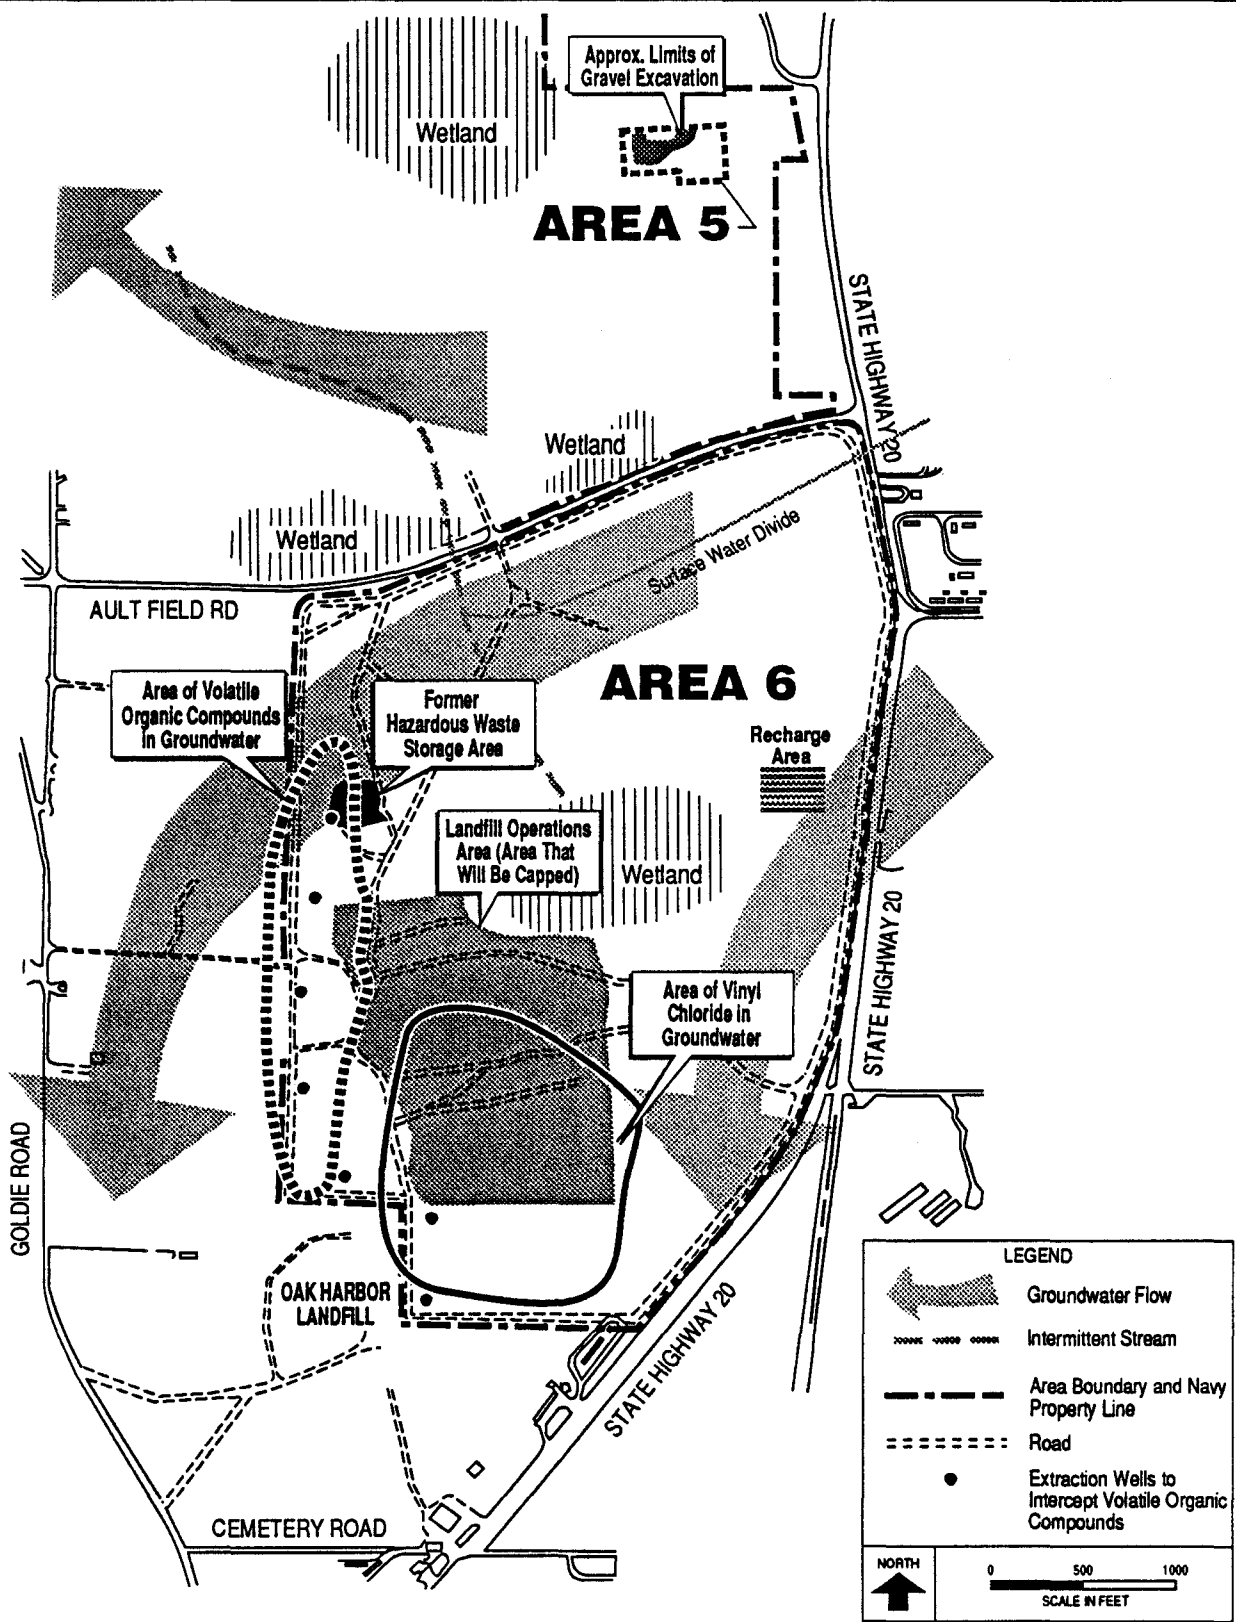 Approx. Limits of
Gravel Excavation
Wetland
AREA 5
STATE HIGHWAY 20
Wetland
Wetland
Surface Water Divide
AULT FIELD RD
AREA 6
Area of Volatile
Organic Compounds
in Groundwater
Former
Hazardous Waste
Storage Area
Recharge
Area
Landfill Operations
Area (Area That
Will Be Capped)
Wetland
STATE HIGHWAY 20
Area of Vinyl
Chloride in
Groundwater
GOLDIE ROAD
OAK HARBOR
LANDFILL
STATE HIGHWAY 20
CEMETERY ROAD
LEGEND
Groundwater Flow
Intermittent Stream
Area Boundary and Navy
Property Line
Road
Extraction Wells to
Intercept Volatile Organic
Compounds
NORTH
0 500 1000
SCALE IN FEET